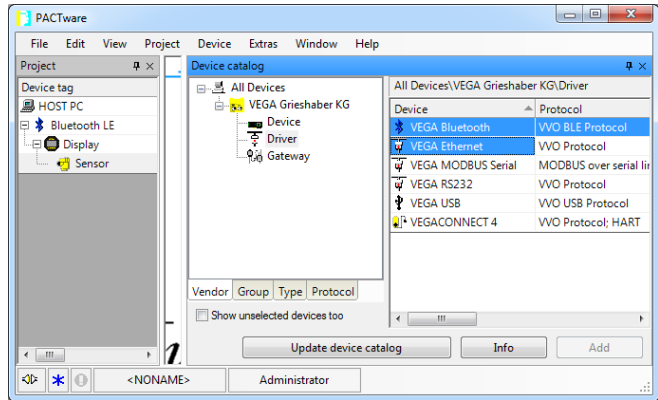 PACTware
File Edit View Project Device Extras Window Help
Project
Device tag
HOST PC
Bluetooth LE
Display
Sensor
Device catalog
All Devices
VEGA Grieshaber KG
Device
Driver
Gateway
Vendor Group Type Protocol
Show unselected devices too
All Devices\VEGA Grieshaber KG\Driver
Device Protocol
VEGA Bluetooth VVO BLE Protocol
VEGA Ethernet VVO Protocol
VEGA MODBUS Serial MODBUS over serial lin
VEGA RS232 VVO Protocol
VEGA USB VVO USB Protocol
VEGACONNECT 4 VVO Protocol; HART
Update device catalog Info Add
<NONAME> Administrator